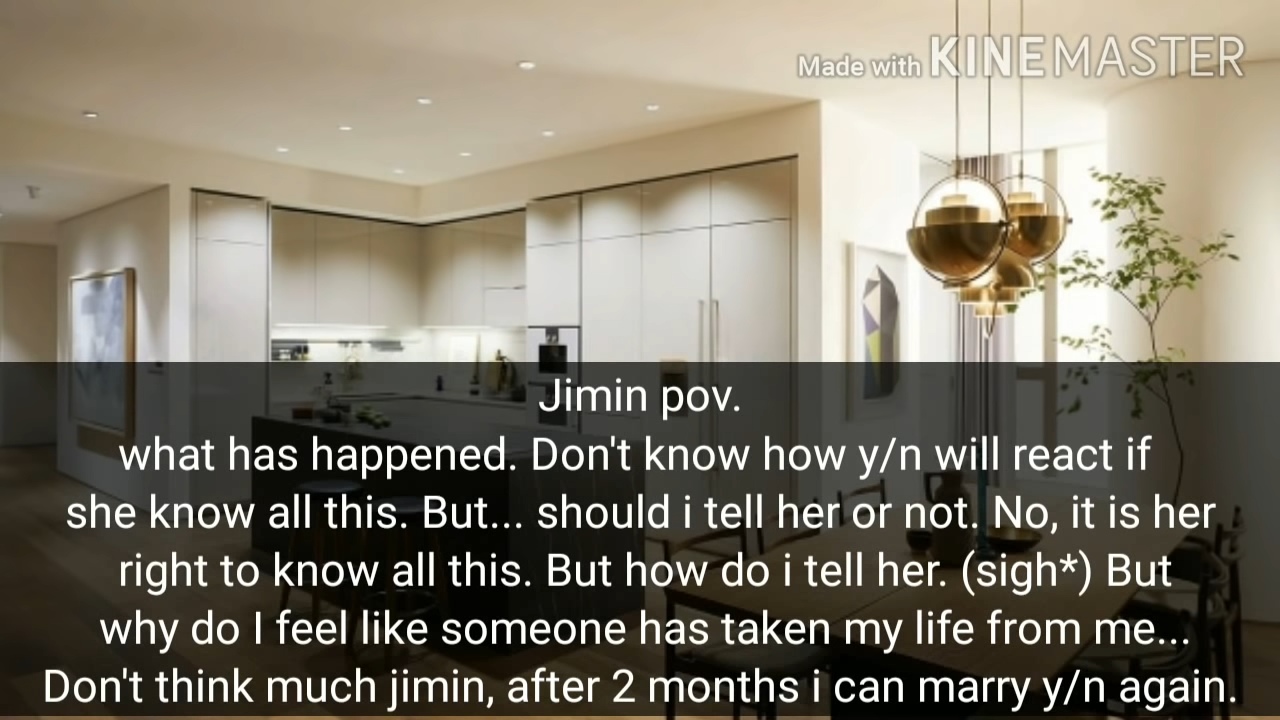 Made with KINEMASTER
Jimin pov.
what has happened. Don't know how y/n will react if
she know all this. But... should i tell her or not. No, it is her
right to know all this. But how do i tell her. (sigh*) But
why do I feel like someone has taken my life from me...
Don't think much jimin, after 2 months i can marry y/n again.